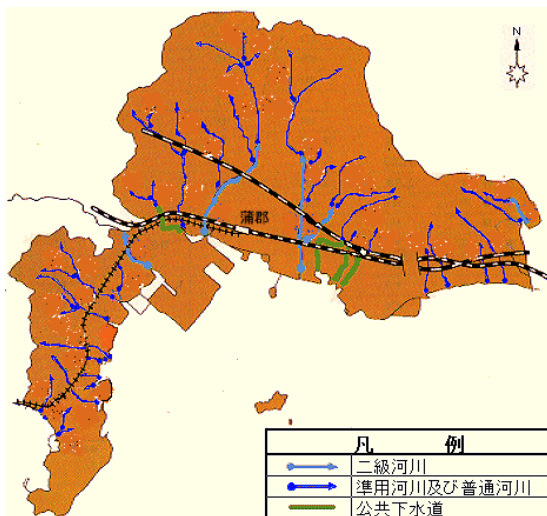 N
蒲郡
凡 例
二級河川
準用河川及び普通河川
公共下水道